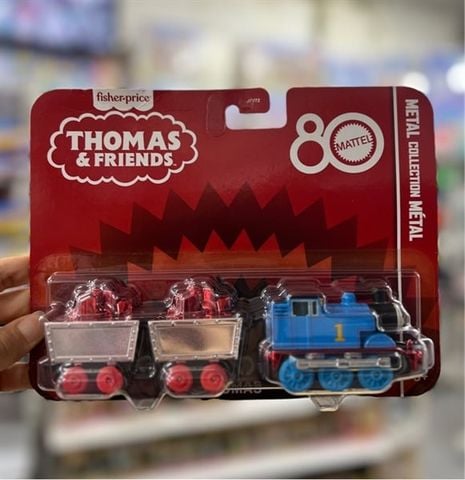 fisher-price
THOMAS
& FRIENDS
80
MATTEL
METAL COLLECTION MÉTAL
1